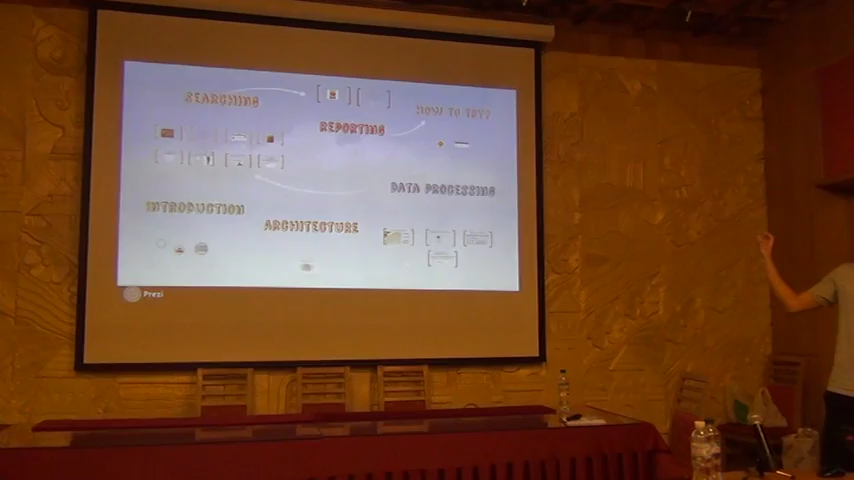 SEARCHING
HOW TO TRY?
REPORTING
DATA PROCESSING
INTRODUCTION
ARCHITECTURE
Prezi